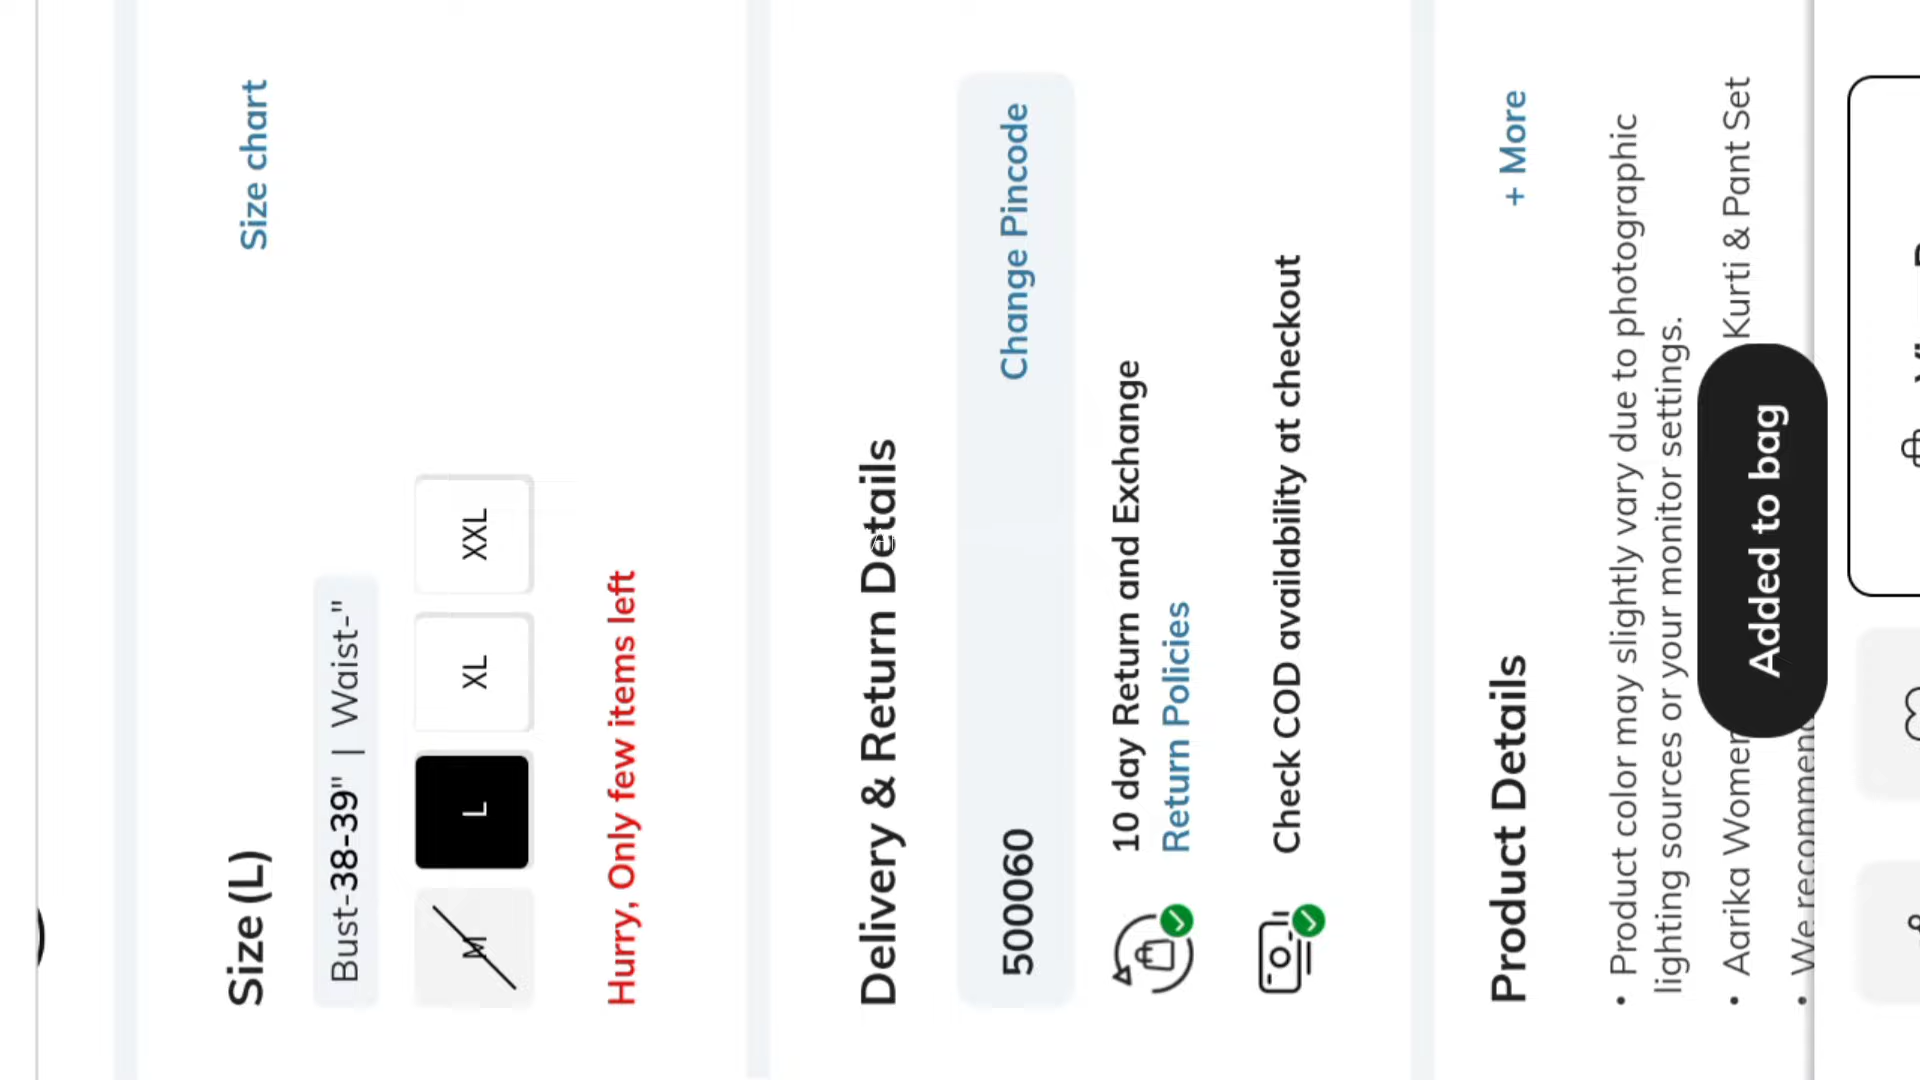 Size (L)
Size chart
Bust-38-39" | Waist-"
M
L
XL
XXL
Hurry, Only few items left
Delivery & Return Details
500060
Change Pincode
10 day Return and Exchange
Return Policies
Check COD availability at checkout
Product Details
+ More
• Product color may slightly vary due to photographic
lighting sources or your monitor settings.
• Aarika Kurti & Pant Set
Added to bag
• We